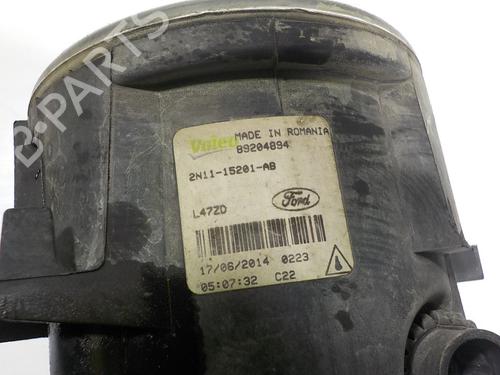 B-PARTS
Valeo MADE IN ROMANIA
89204894
2N11-15201-AB
L47ZD
Ford
17/06/2014 0223
05:07:32 C22